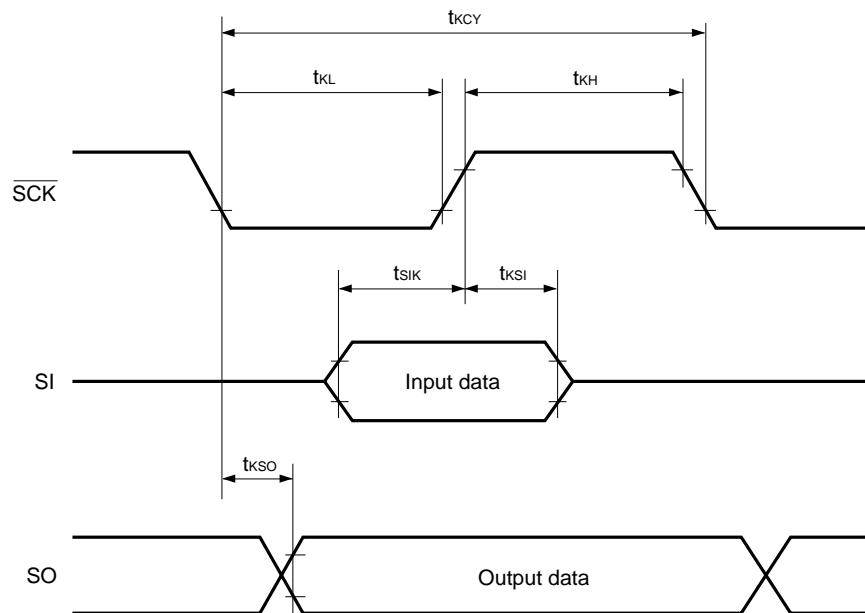 tKCY
tKL
tKH
SCK
tSIK
tKSI
SI
Input data
tKSO
SO
Output data